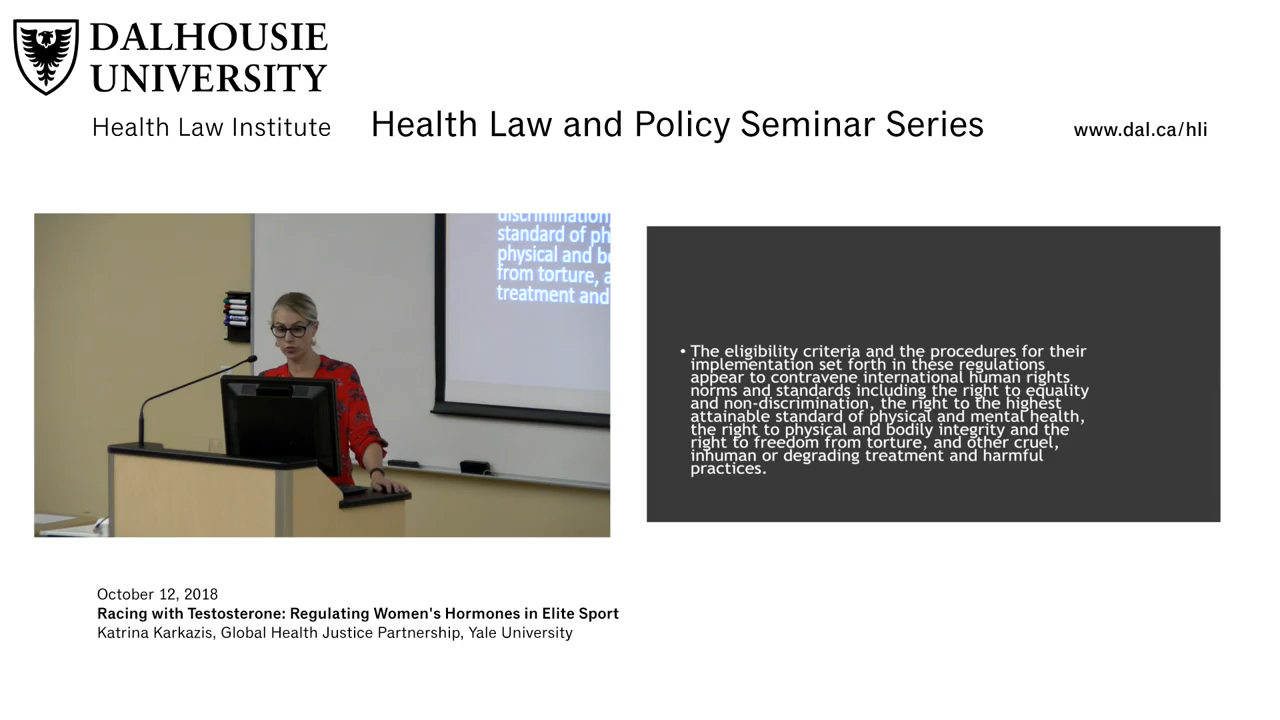 DALHOUSIE
UNIVERSITY
Health Law Institute
Health Law and Policy Seminar Series
www.dal.ca/hli
discrimination
standard of ph
physical and be
from torture, a
treatment and
• The eligibility criteria and the procedures for their
implementation set forth in these regulations
appear to contravene international human rights
norms and standards including the right to equality
and non-discrimination, the right to the highest
attainable standard of physical and mental health,
the right to physical and bodily integrity and the
right to freedom from torture, and other cruel,
inhuman or degrading treatment and harmful
practices.
October 12, 2018
Racing with Testosterone: Regulating Women's Hormones in Elite Sport
Katrina Karkazis, Global Health Justice Partnership, Yale University